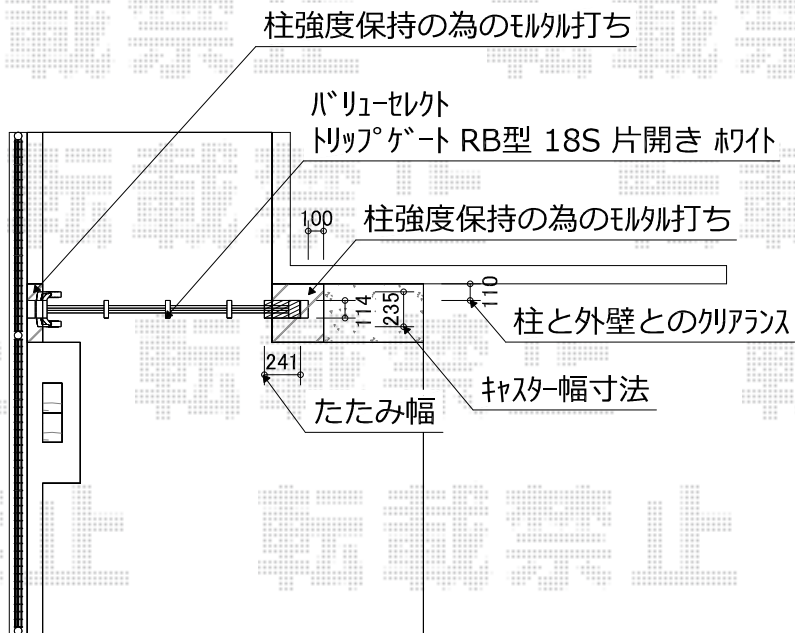 柱強度保持の為のﾓﾙﾀﾙ打ち
ﾊﾞﾘｭｰｾﾚｸﾄ
ﾄﾘｯﾌﾟｹﾞｰﾄ RB型 18S 片開き ﾎﾜｲﾄ
100
柱強度保持の為のﾓﾙﾀﾙ打ち
114
235
110
柱と外壁とのｸﾘｱﾗﾝｽ
241
ｷｬｽﾀｰ幅寸法
たたみ幅
転載禁止
転載禁止
転載禁止